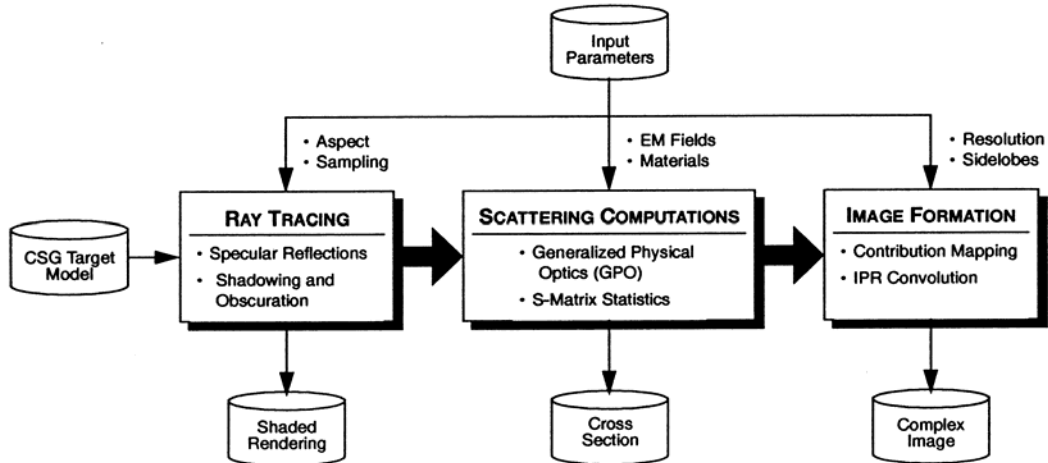 Input
Parameters
• Aspect
• Sampling
• EM Fields
• Materials
• Resolution
• Sidelobes
CSG Target
Model
RAY TRACING
• Specular Reflections
• Shadowing and
Obscuration
SCATTERING COMPUTATIONS
• Generalized Physical
Optics (GPO)
• S-Matrix Statistics
IMAGE FORMATION
• Contribution Mapping
• IPR Convolution
Shaded
Rendering
Cross
Section
Complex
Image